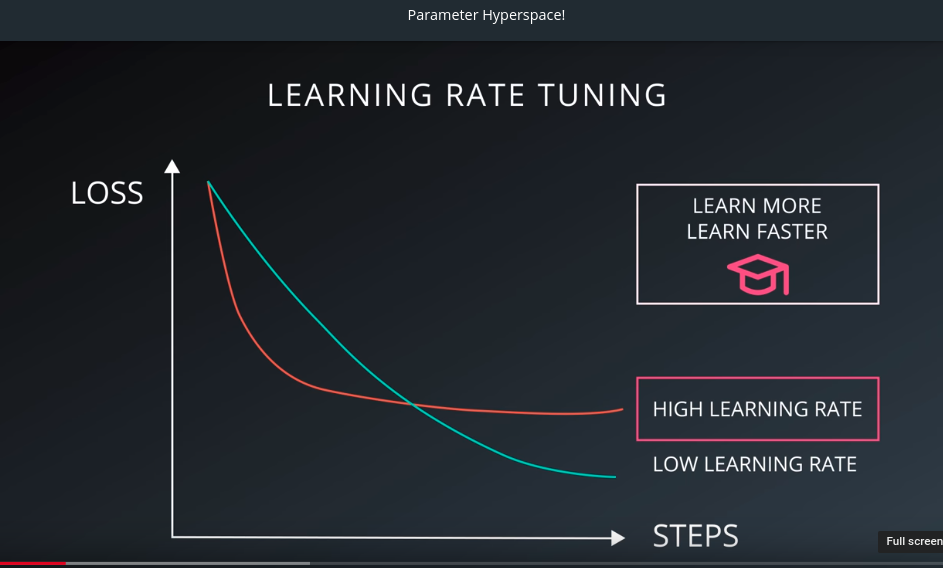 Parameter Hyperspace!
LEARNING RATE TUNING
LOSS
LEARN MORE
LEARN FASTER
HIGH LEARNING RATE
LOW LEARNING RATE
STEPS
Full screen